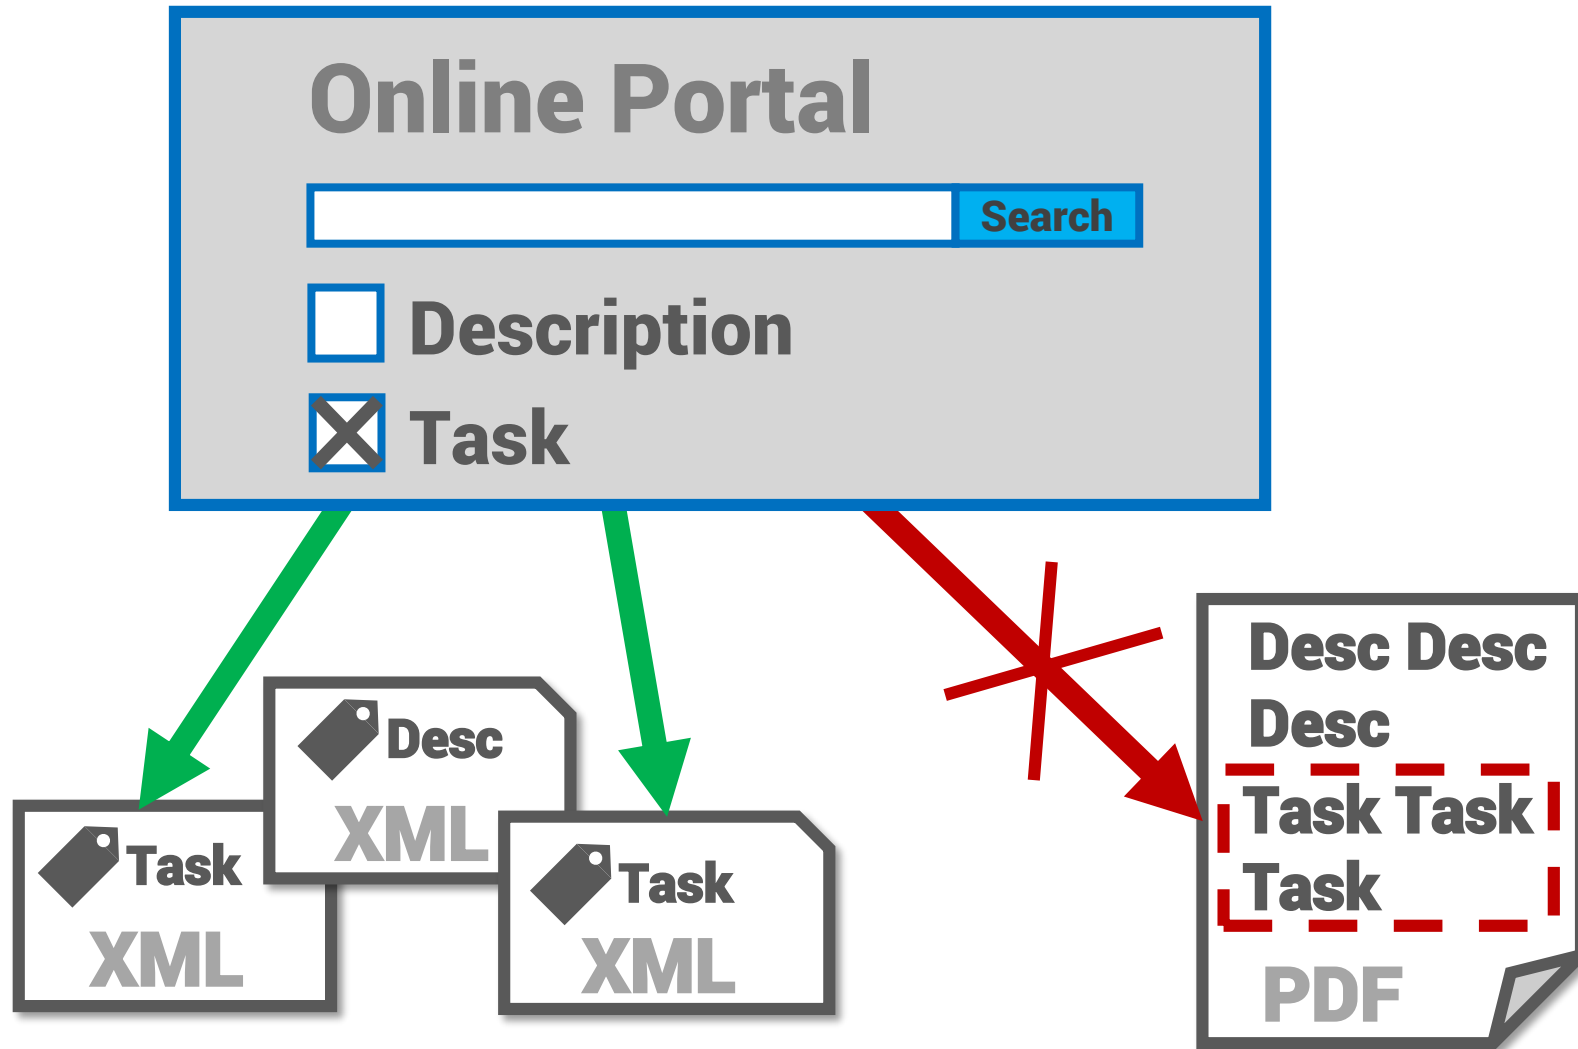 Online Portal
Search
Description
Task
Desc
XML
Task
XML
Task
XML
Desc Desc
Desc
Task Task
Task
PDF